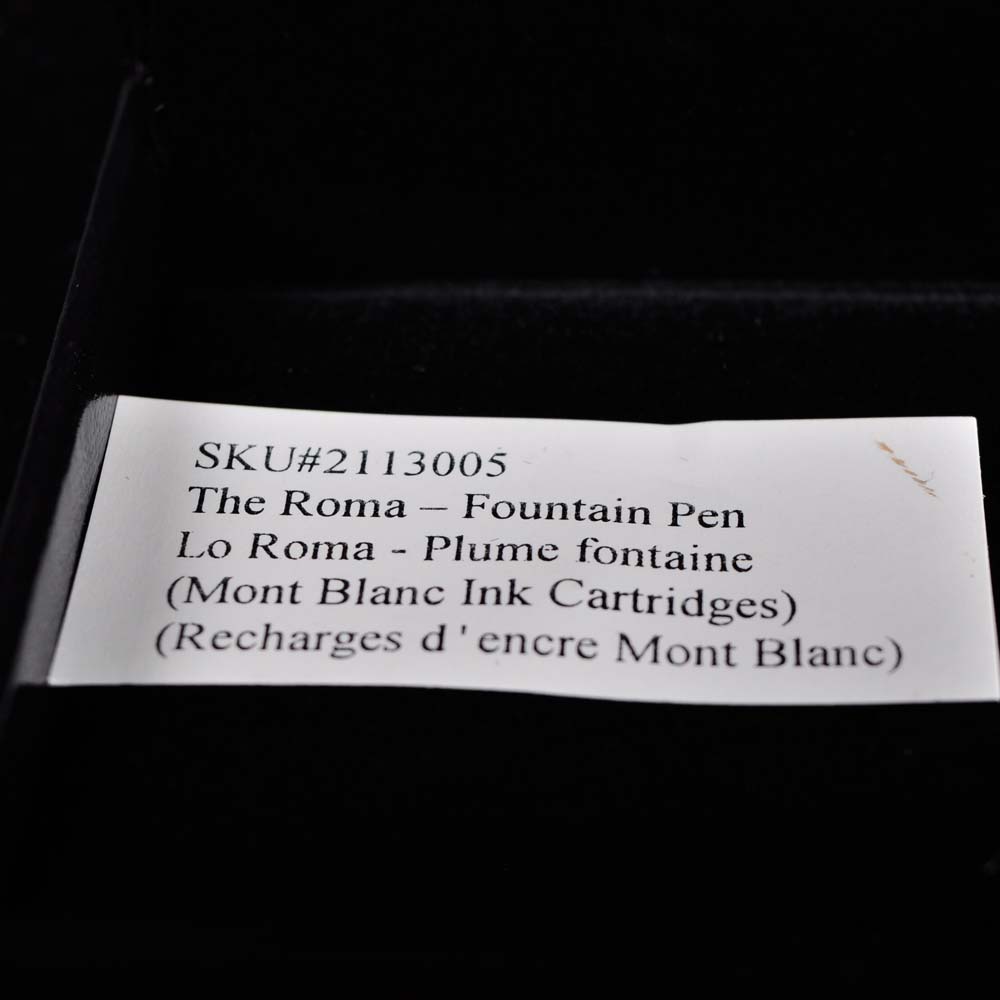 SKU#2113005
The Roma – Fountain Pen
Lo Roma - Plume fontaine
(Mont Blanc Ink Cartridges)
(Recharges d'encre Mont Blanc)